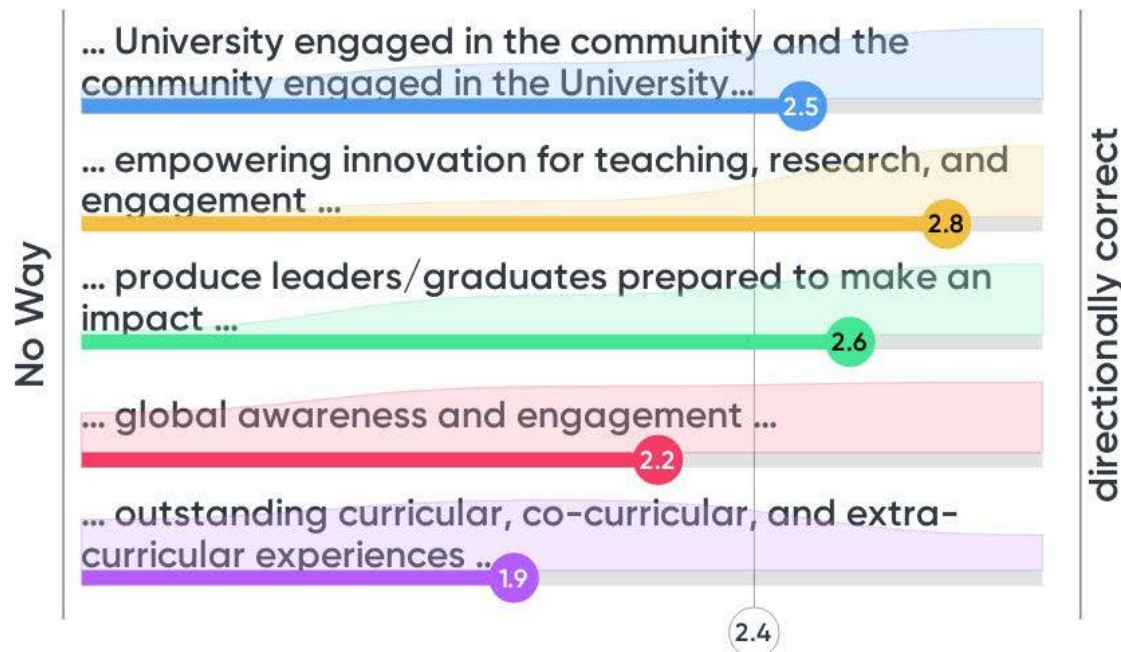 No Way
... University engaged in the community and the
community engaged in the University...
2.5
... empowering innovation for teaching, research, and
engagement ...
2.8
... produce leaders/graduates prepared to make an
impact ...
2.6
... global awareness and engagement ...
2.2
... outstanding curricular, co-curricular, and extra-
curricular experiences ...
1.9
2.4
directionally correct